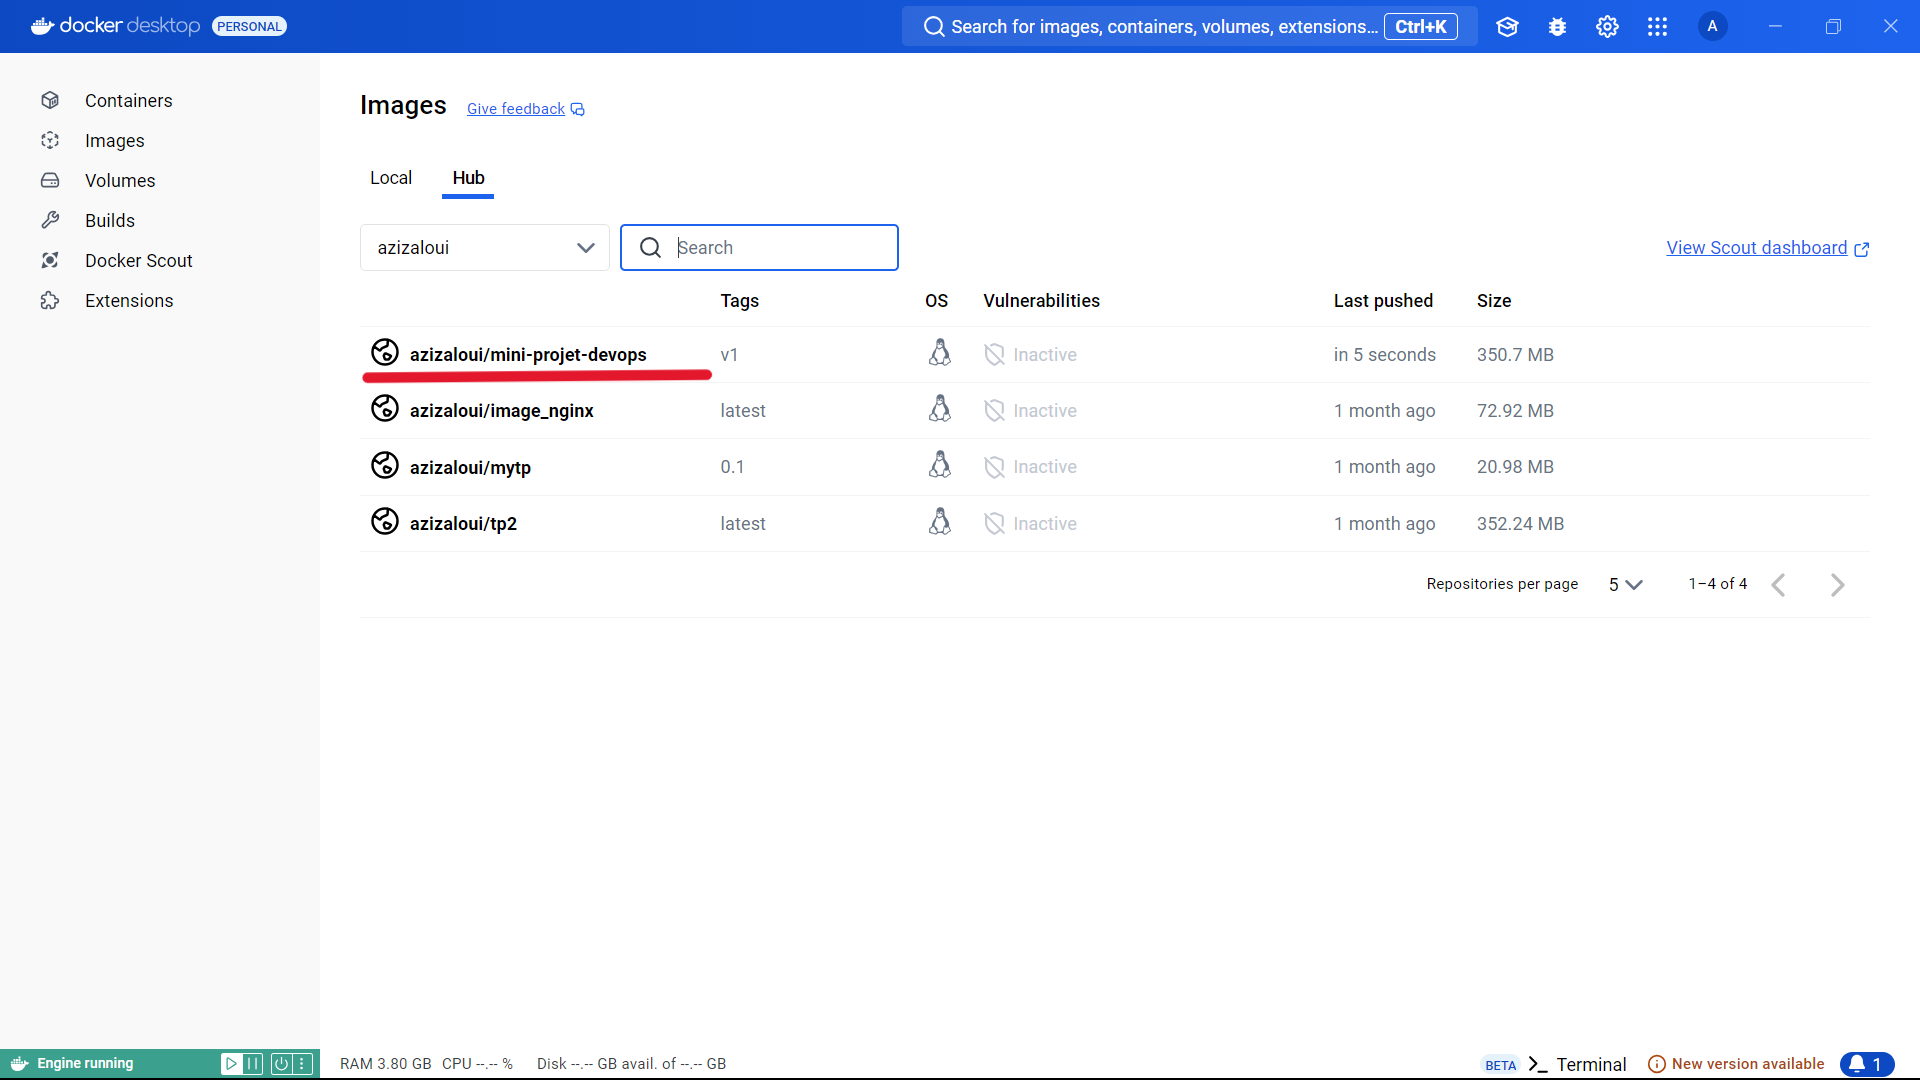 docker desktop PERSONAL
Search for images, containers, volumes, extensions... Ctrl+K
A
Containers
Images
Volumes
Builds
Docker Scout
Extensions
Images Give feedback
Local Hub
azizaloui Search View Scout dashboard
Tags OS Vulnerabilities Last pushed Size
azizaloui/mini-projet-devops v1 Inactive in 5 seconds 350.7 MB
azizaloui/image_nginx latest Inactive 1 month ago 72.92 MB
azizaloui/mytp 0.1 Inactive 1 month ago 20.98 MB
azizaloui/tp2 latest Inactive 1 month ago 352.24 MB
Repositories per page 5 1–4 of 4
Engine running RAM 3.80 GB CPU --.-- % Disk --.-- GB avail. of --.-- GB BETA Terminal New version available 1